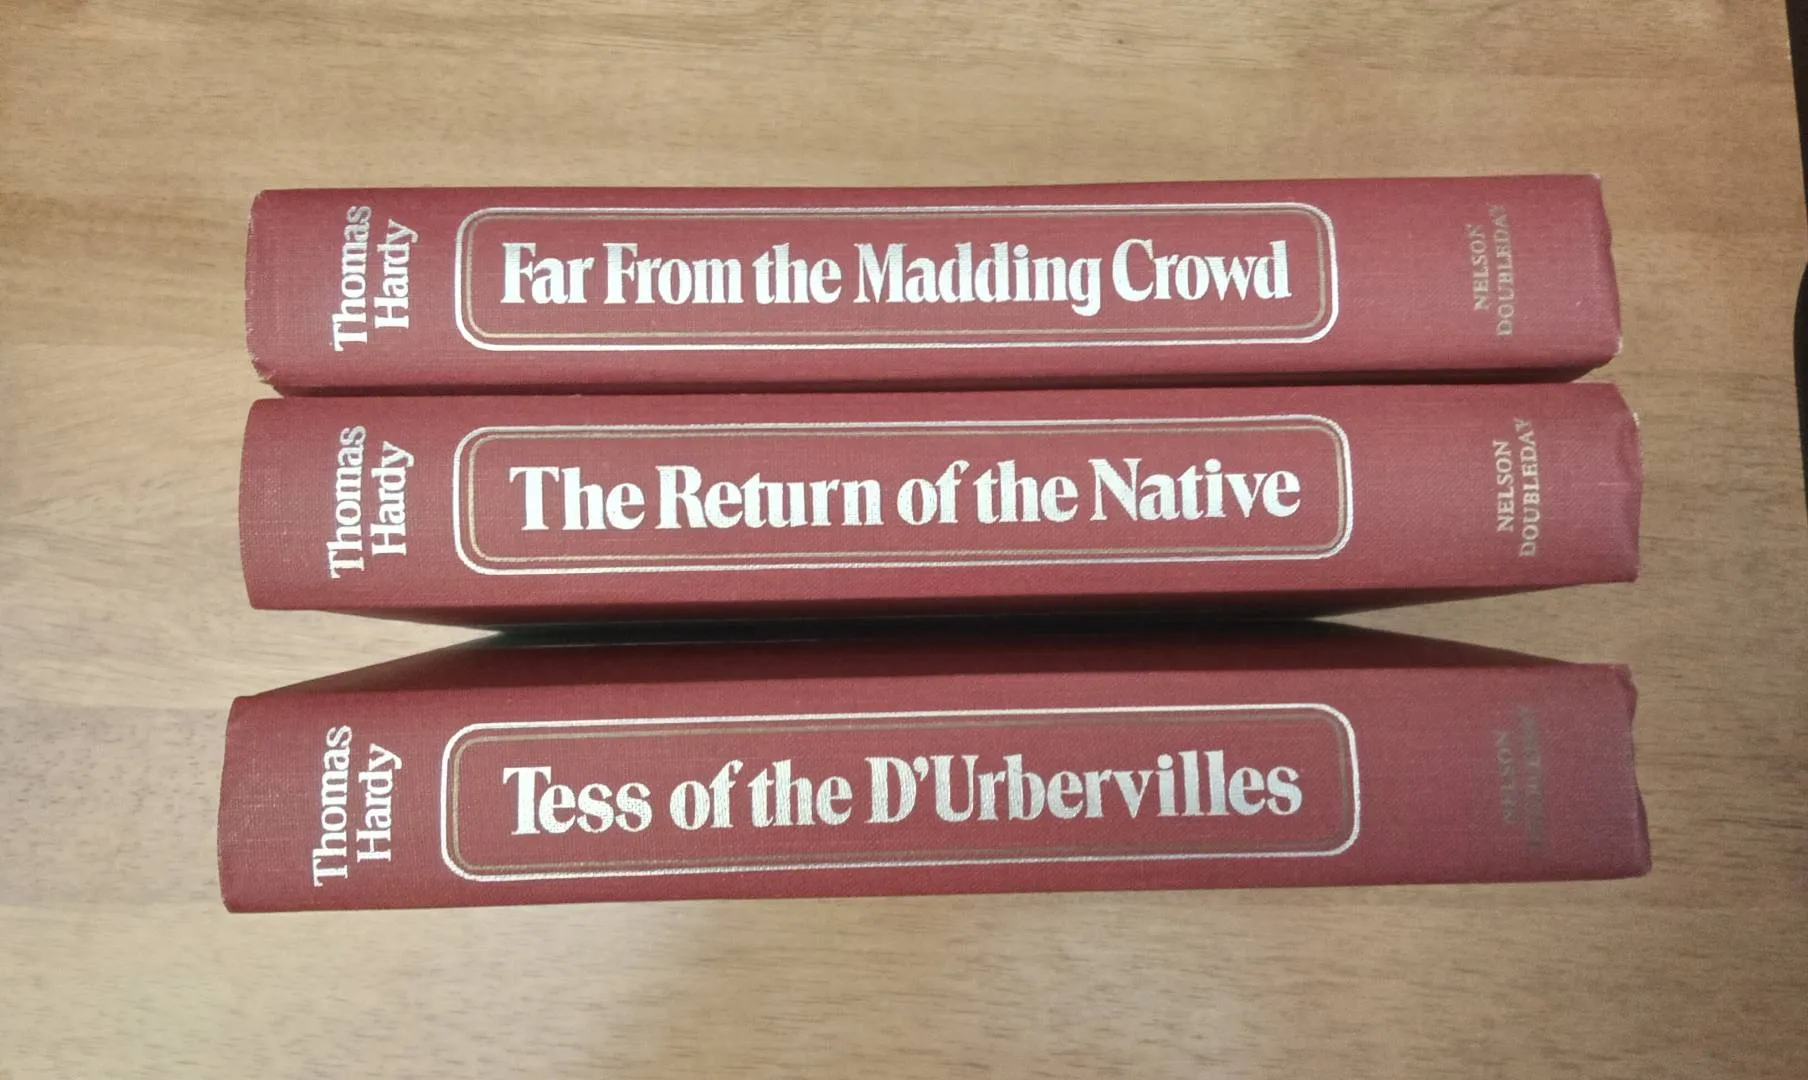 Thomas
Hardy
Far From the Madding Crowd
NELSON
DOUBLEDAY
Thomas
Hardy
The Return of the Native
NELSON
DOUBLEDAY
Thomas
Hardy
Tess of the D'Urbervilles
NELSON